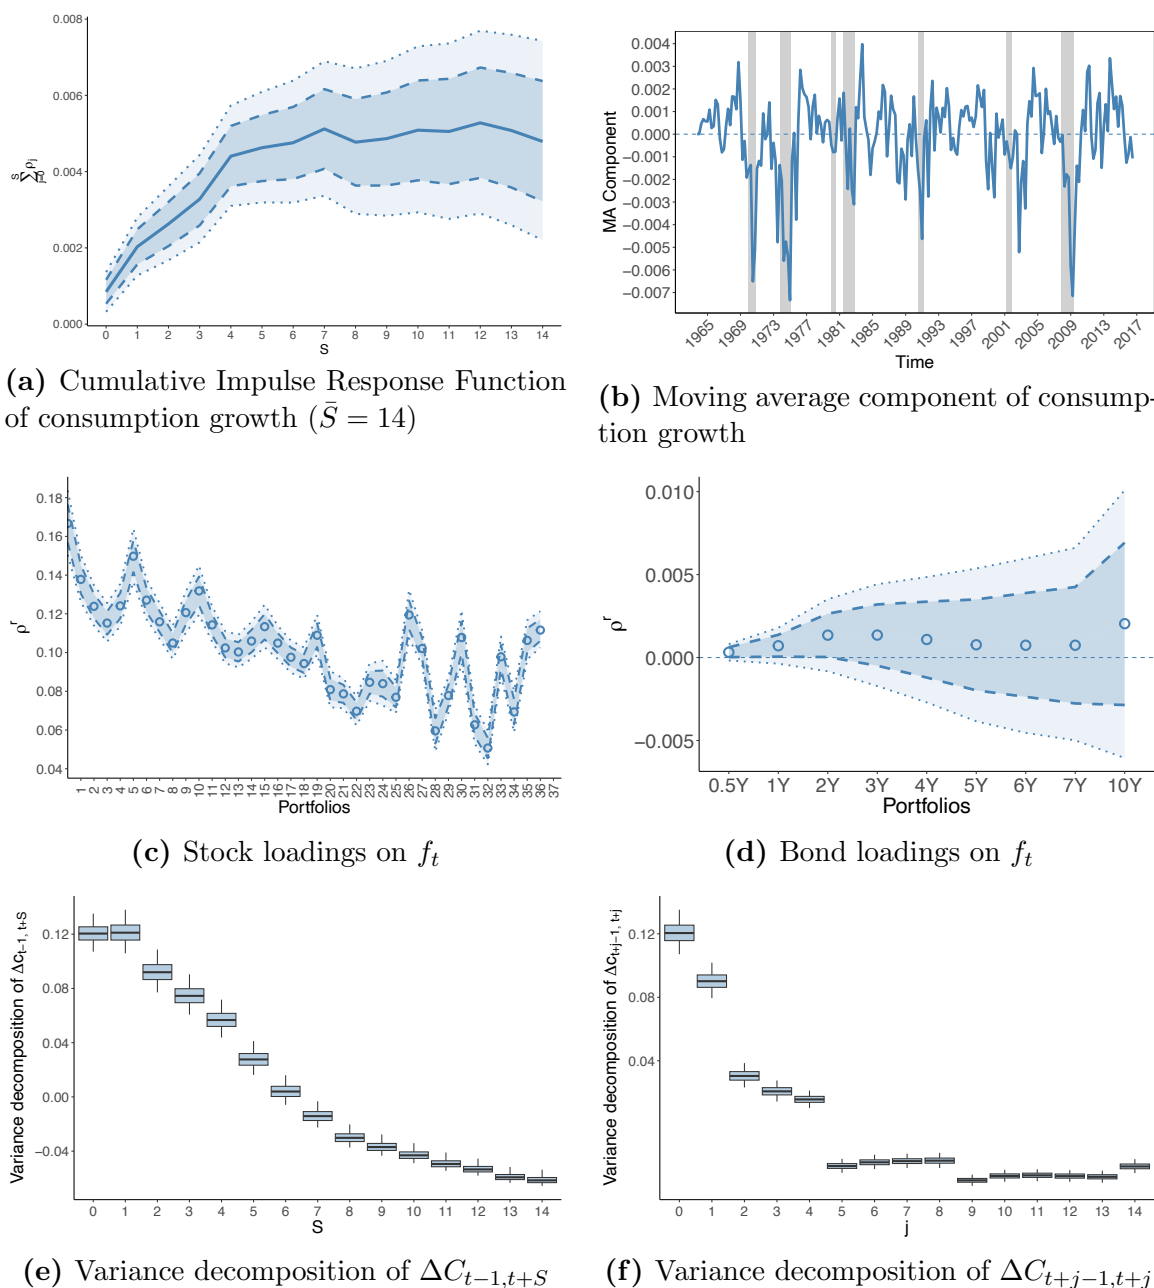 0.008
0.006
0.004
0.002
0.000
S
Σ ρj
j=0
0 1 2 3 4 5 6 7 8 9 10 11 12 13 14
S
(a) Cumulative Impulse Response Function
of consumption growth (S̄ = 14)
0.004
0.003
0.002
0.001
0.000
−0.001
−0.002
−0.003
−0.004
−0.005
−0.006
−0.007
MA Component
1965 1969 1973 1977 1981 1985 1989 1993 1997 2001 2005 2009 2013 2017
Time
(b) Moving average component of consump-
tion growth
0.18
0.16
0.14
0.12
0.10
0.08
0.06
0.04
ρ^r
1 2 3 4 5 6 7 8 9 10 11 12 13 14 15 16 17 18 19 20 21 22 23 24 25 26 27 28 29 30 31 32 33 34 35 36 37
Portfolios
(c) Stock loadings on f_t
0.010
0.005
0.000
−0.005
ρ^r
0.5Y 1Y 2Y 3Y 4Y 5Y 6Y 7Y 10Y
Portfolios
(d) Bond loadings on f_t
0.12
0.08
0.04
0.00
−0.04
Variance decomposition of Δc_{t−1, t+S}
0 1 2 3 4 5 6 7 8 9 10 11 12 13 14
S
(e) Variance decomposition of ΔC_{t−1,t+S}
0.12
0.08
0.04
Variance decomposition of Δc_{t+j−1, t+j}
0 1 2 3 4 5 6 7 8 9 10 11 12 13 14
j
(f) Variance decomposition of ΔC_{t+j−1,t+j}